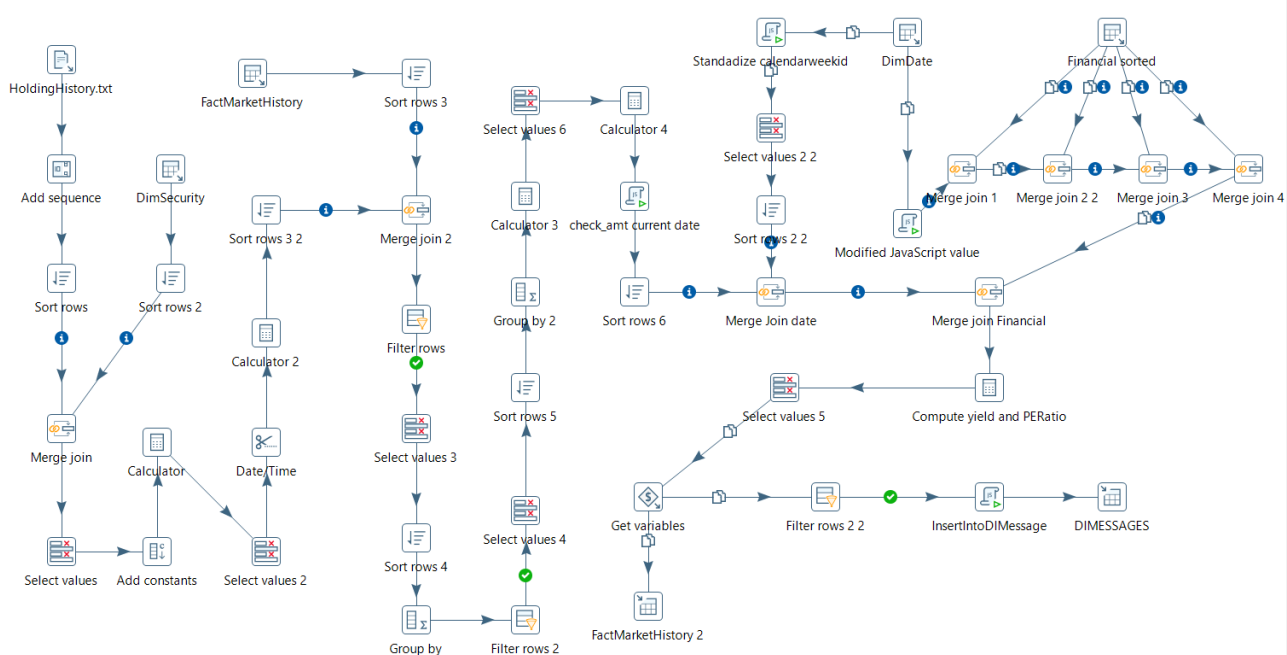 Standadize calendarweekid
DimDate
Financial sorted
HoldingHistory.txt
FactMarketHistory
Sort rows 3
Select values 6
Calculator 4
Select values 2 2
Add sequence
DimSecurity
Merge join 1
Merge join 2 2
Merge join 3
Merge join 4
Sort rows 3 2
Merge join 2
Calculator 3
check_amt current date
Sort rows 2 2
Modified JavaScript value
Sort rows
Sort rows 2
Group by 2
Sort rows 6
Merge Join date
Merge join Financial
Calculator 2
Filter rows
Sort rows 5
Select values 5
Compute yield and PERatio
Merge join
Calculator
Date/Time
Select values 3
Select values 4
Get variables
Filter rows 2 2
InsertIntoDIMessage
DIMESSAGES
Select values
Add constants
Select values 2
Sort rows 4
FactMarketHistory 2
Group by
Filter rows 2